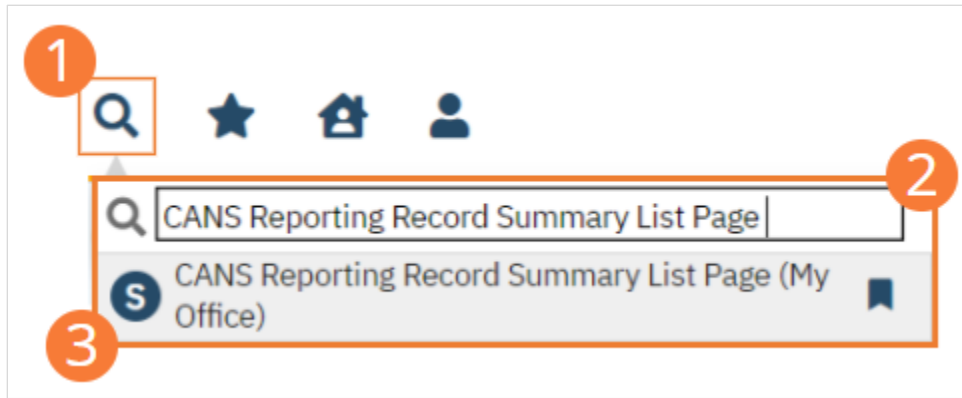 1
2
CANS Reporting Record Summary List Page
S
CANS Reporting Record Summary List Page (My
Office)
3